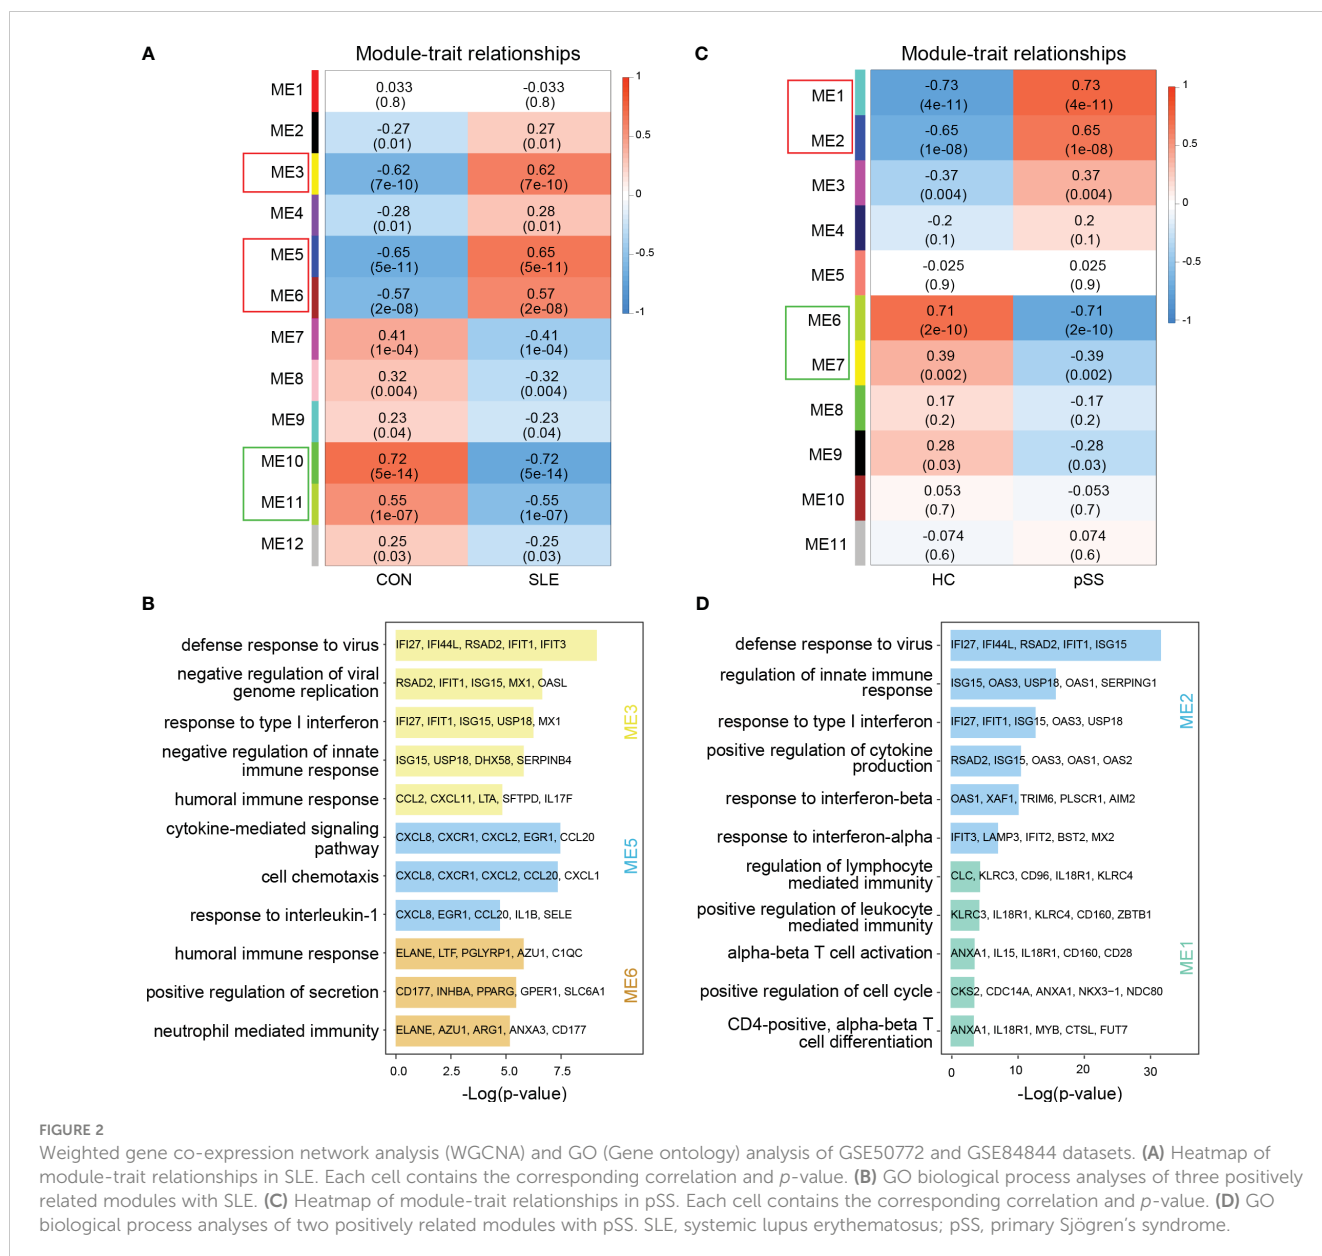 A
Module-trait relationships
ME1
0.033
(0.8)
-0.033
(0.8)
ME2
-0.27
(0.01)
0.27
(0.01)
ME3
-0.62
(7e-10)
0.62
(7e-10)
ME4
-0.28
(0.01)
0.28
(0.01)
ME5
-0.65
(5e-11)
0.65
(5e-11)
ME6
-0.57
(2e-08)
0.57
(2e-08)
ME7
0.41
(1e-04)
-0.41
(1e-04)
ME8
0.32
(0.004)
-0.32
(0.004)
ME9
0.23
(0.04)
-0.23
(0.04)
ME10
0.72
(5e-14)
-0.72
(5e-14)
ME11
0.55
(1e-07)
-0.55
(1e-07)
ME12
0.25
(0.03)
-0.25
(0.03)
CON
SLE
1
0.5
0
-0.5
-1
C
Module-trait relationships
ME1
-0.73
(4e-11)
0.73
(4e-11)
ME2
-0.65
(1e-08)
0.65
(1e-08)
ME3
-0.37
(0.004)
0.37
(0.004)
ME4
-0.2
(0.1)
0.2
(0.1)
ME5
-0.025
(0.9)
0.025
(0.9)
ME6
0.71
(2e-10)
-0.71
(2e-10)
ME7
0.39
(0.002)
-0.39
(0.002)
ME8
0.17
(0.2)
-0.17
(0.2)
ME9
0.28
(0.03)
-0.28
(0.03)
ME10
0.053
(0.7)
-0.053
(0.7)
ME11
-0.074
(0.6)
0.074
(0.6)
HC
pSS
1
0.5
0
-0.5
-1
B
defense response to virus
IFI27, IFI44L, RSAD2, IFIT1, IFIT3
negative regulation of viral
genome replication
RSAD2, IFIT1, ISG15, MX1, OASL
response to type I interferon
IFI27, IFIT1, ISG15, USP18, MX1
negative regulation of innate
immune response
ISG15, USP18, DHX58, SERPINB4
humoral immune response
CCL2, CXCL11, LTA, SFTPD, IL17F
ME3
cytokine-mediated signaling
pathway
CXCL8, CXCR1, CXCL2, EGR1, CCL20
cell chemotaxis
CXCL8, CXCR1, CXCL2, CCL20, CXCL1
response to interleukin-1
CXCL8, EGR1, CCL20, IL1B, SELE
ME5
humoral immune response
ELANE, LTF, PGLYRP1, AZU1, C1QC
positive regulation of secretion
CD177, INHBA, PPARG, GPER1, SLC6A1
neutrophil mediated immunity
ELANE, AZU1, ARG1, ANXA3, CD177
ME6
0.0 2.5 5.0 7.5
-Log(p-value)
D
defense response to virus
IFI27, IFI44L, RSAD2, IFIT1, ISG15
regulation of innate immune
response
ISG15, OAS3, USP18, OAS1, SERPING1
response to type I interferon
IFI27, IFIT1, ISG15, OAS3, USP18
positive regulation of cytokine
production
RSAD2, ISG15, OAS3, OAS1, OAS2
response to interferon-beta
OAS1, XAF1, TRIM6, PLSCR1, AIM2
response to interferon-alpha
IFIT3, LAMP3, IFIT2, BST2, MX2
ME2
regulation of lymphocyte
mediated immunity
CLC, KLRC3, CD96, IL18R1, KLRC4
positive regulation of leukocyte
mediated immunity
KLRC3, IL18R1, KLRC4, CD160, ZBTB1
alpha-beta T cell activation
ANXA1, IL15, IL18R1, CD160, CD28
positive regulation of cell cycle
CKS2, CDC14A, ANXA1, NKX3−1, NDC80
CD4-positive, alpha-beta T
cell differentiation
ANXA1, IL18R1, MYB, CTSL, FUT7
ME1
0 10 20 30
-Log(p-value)
FIGURE 2
Weighted gene co-expression network analysis (WGCNA) and GO (Gene ontology) analysis of GSE50772 and GSE84844 datasets. (A) Heatmap of
module-trait relationships in SLE. Each cell contains the corresponding correlation and p-value. (B) GO biological process analyses of three positively
related modules with SLE. (C) Heatmap of module-trait relationships in pSS. Each cell contains the corresponding correlation and p-value. (D) GO
biological process analyses of two positively related modules with pSS. SLE, systemic lupus erythematosus; pSS, primary Sjögren's syndrome.